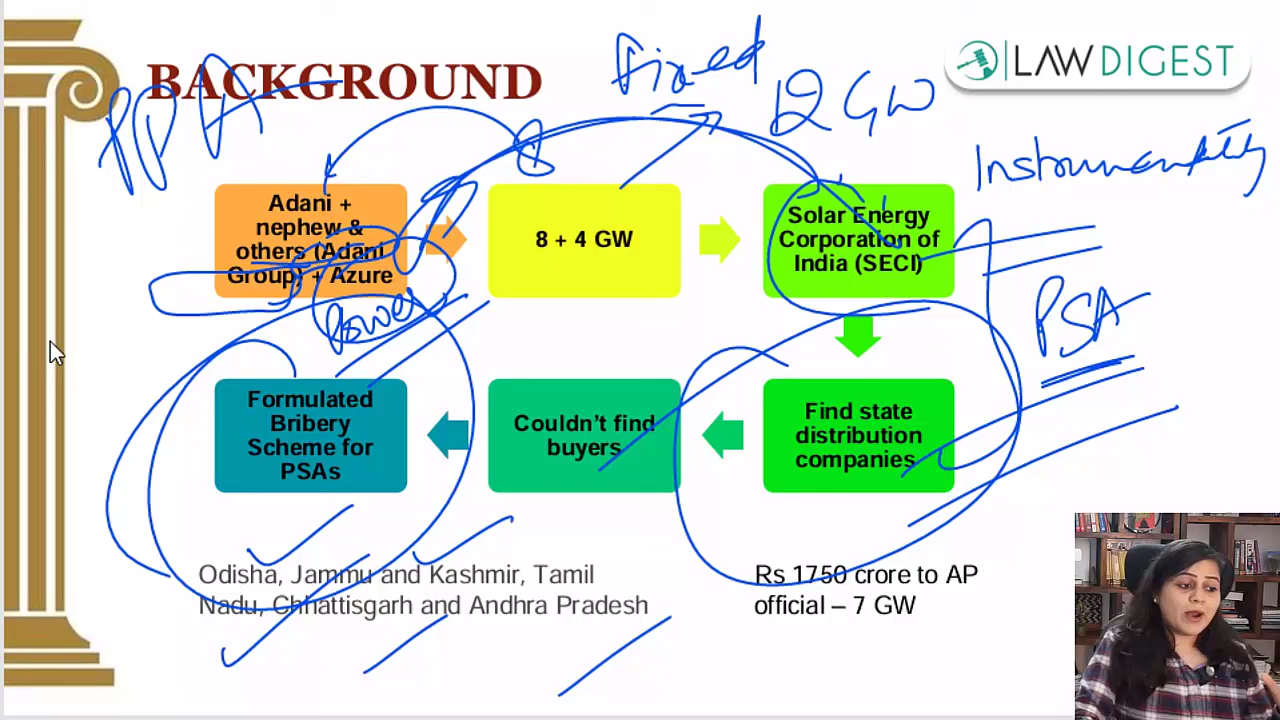 BACKGROUND
LAW DIGEST
PPA
Fixed
12 GW
Instrumentality
Adani +
nephew &
others (Adani
Group) + Azure
Power
8 + 4 GW
Solar Energy
Corporation of
India (SECI)
PSA
Formulated
Bribery
Scheme for
PSAs
Couldn't find
buyers
Find state
distribution
companies
Odisha, Jammu and Kashmir, Tamil
Nadu, Chhattisgarh and Andhra Pradesh
Rs 1750 crore to AP
official – 7 GW